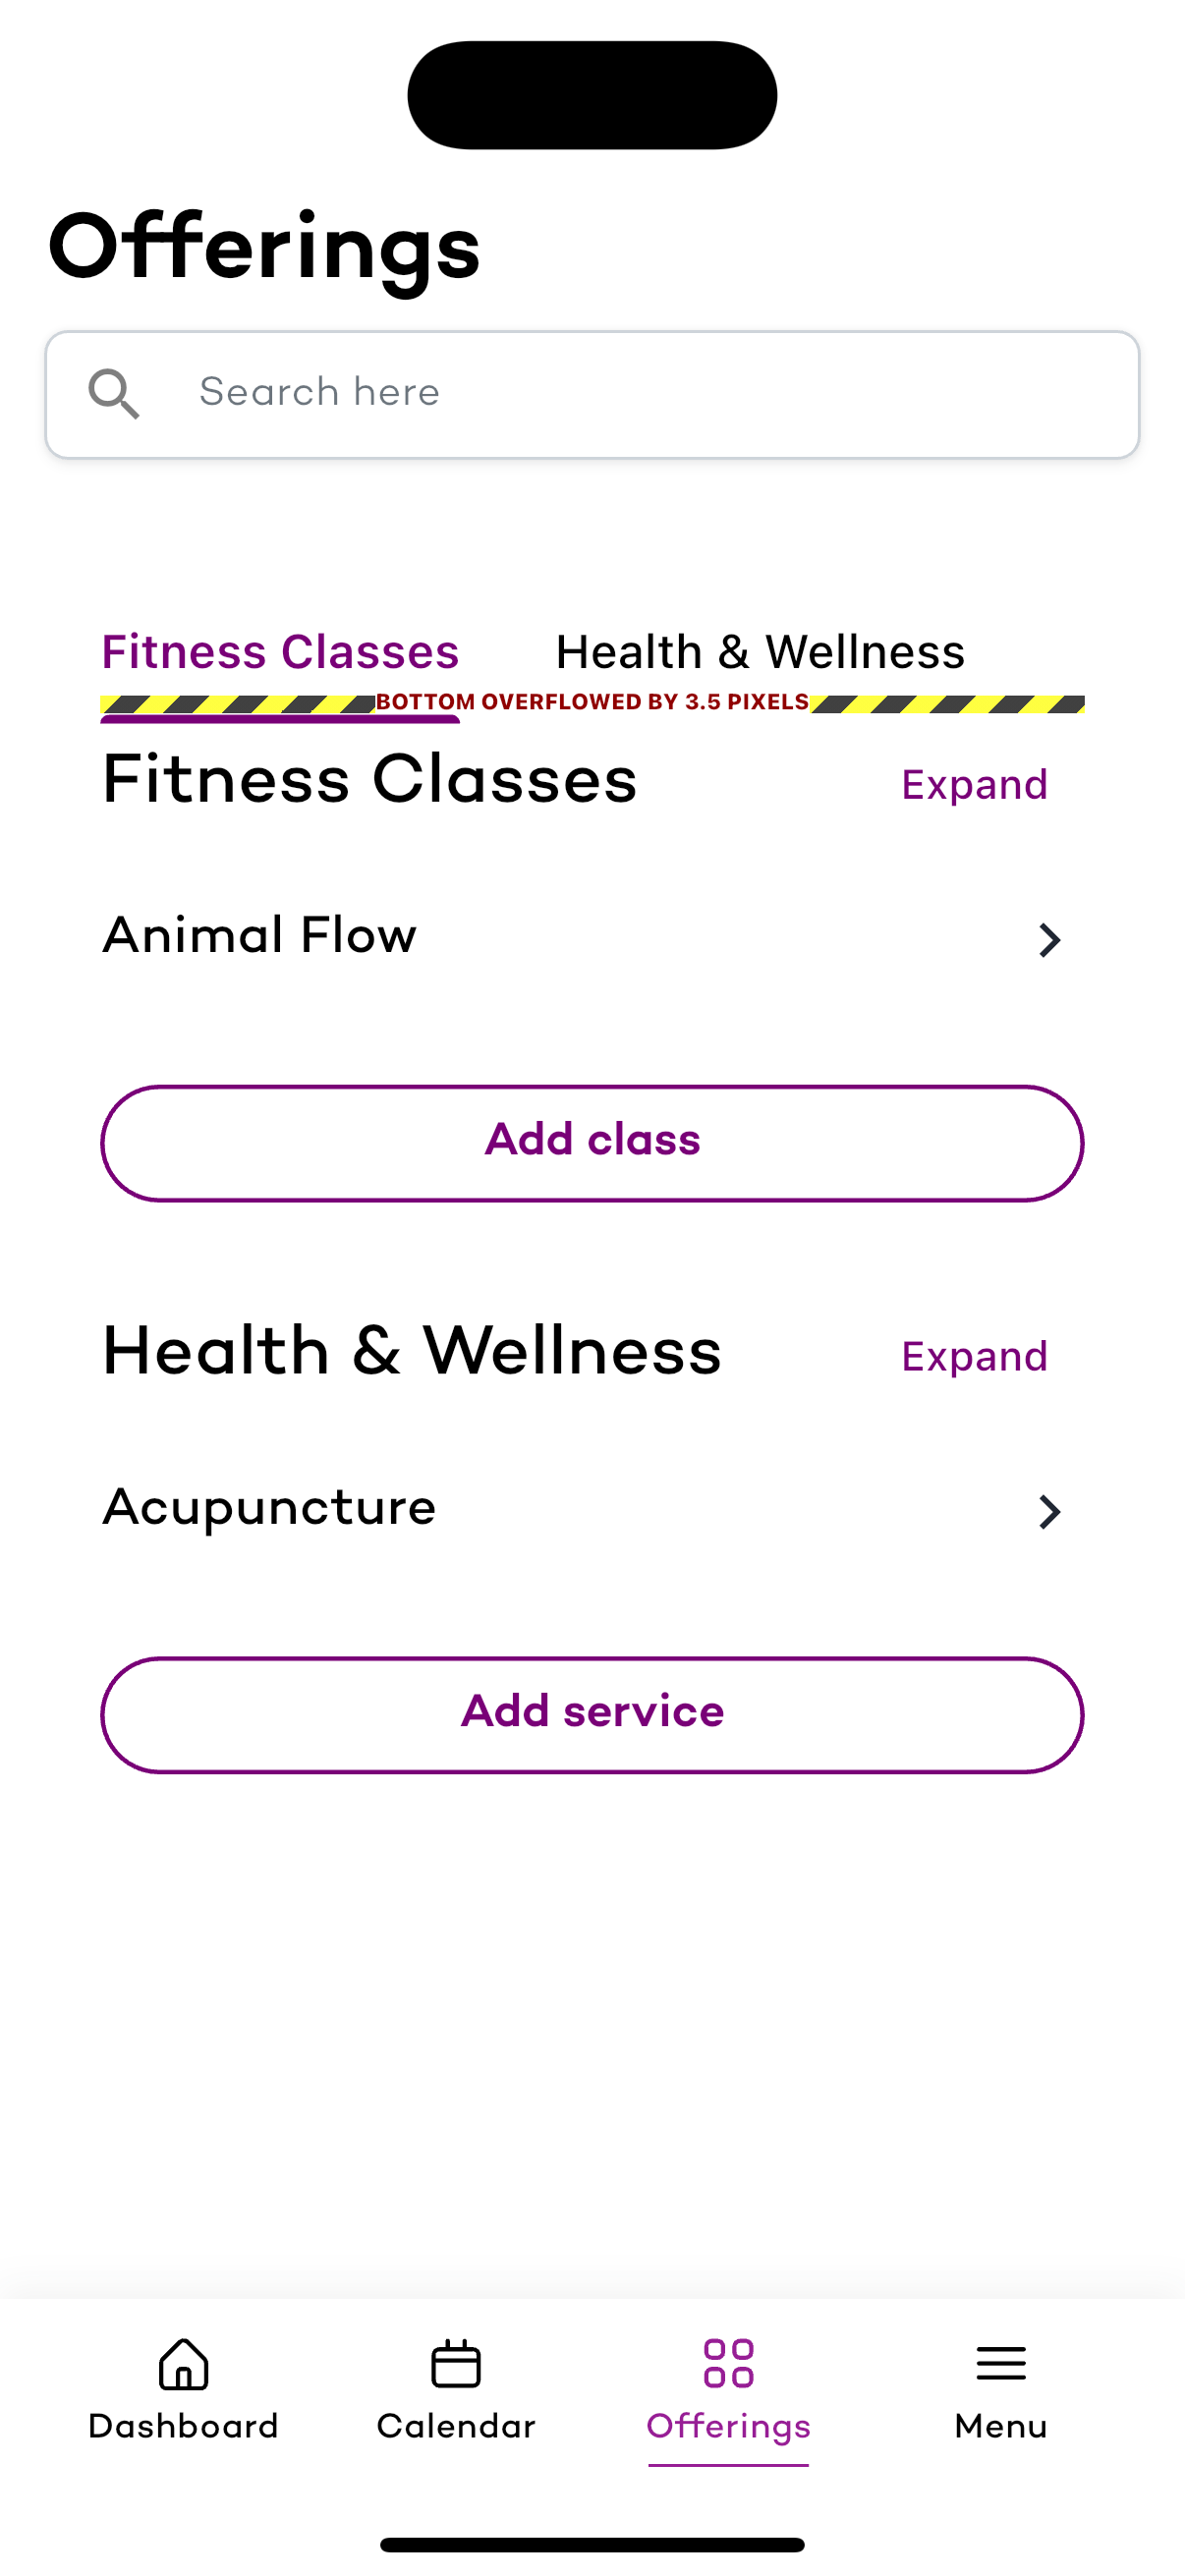 Offerings
Search here
Fitness Classes Health & Wellness
BOTTOM OVERFLOWED BY 3.5 PIXELS
Fitness Classes Expand
Animal Flow
Add class
Health & Wellness Expand
Acupuncture
Add service
Dashboard Calendar Offerings Menu